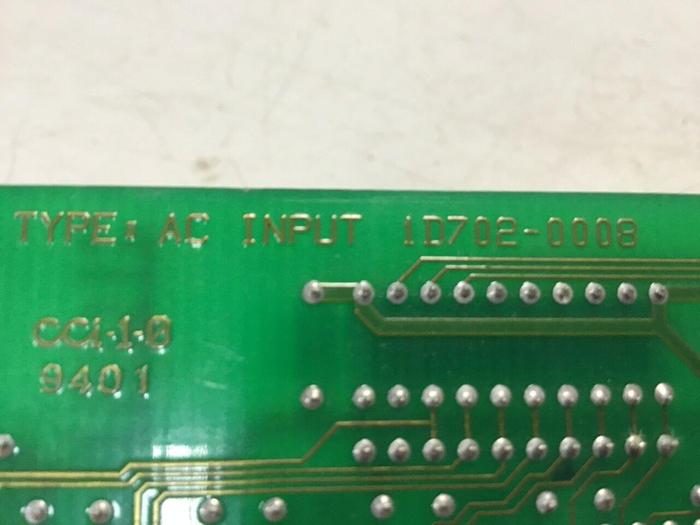 TYPE: AC INPUT 1D702-0008
CCi-1-0
9401